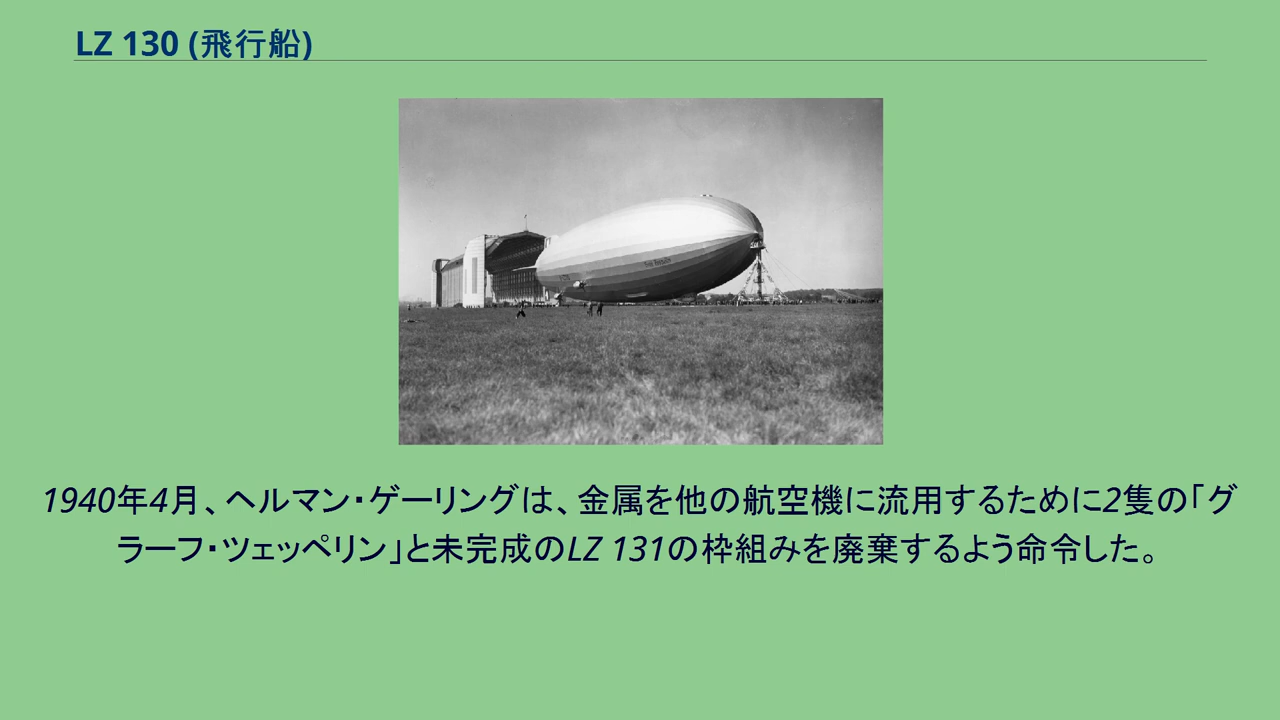 LZ 130 (飛行船)
1940年4月、ヘルマン・ゲーリングは、金属を他の航空機に流用するために2隻の「グ
ラーフ・ツェッペリン」と未完成のLZ 131の枠組みを廃棄するよう命令した。